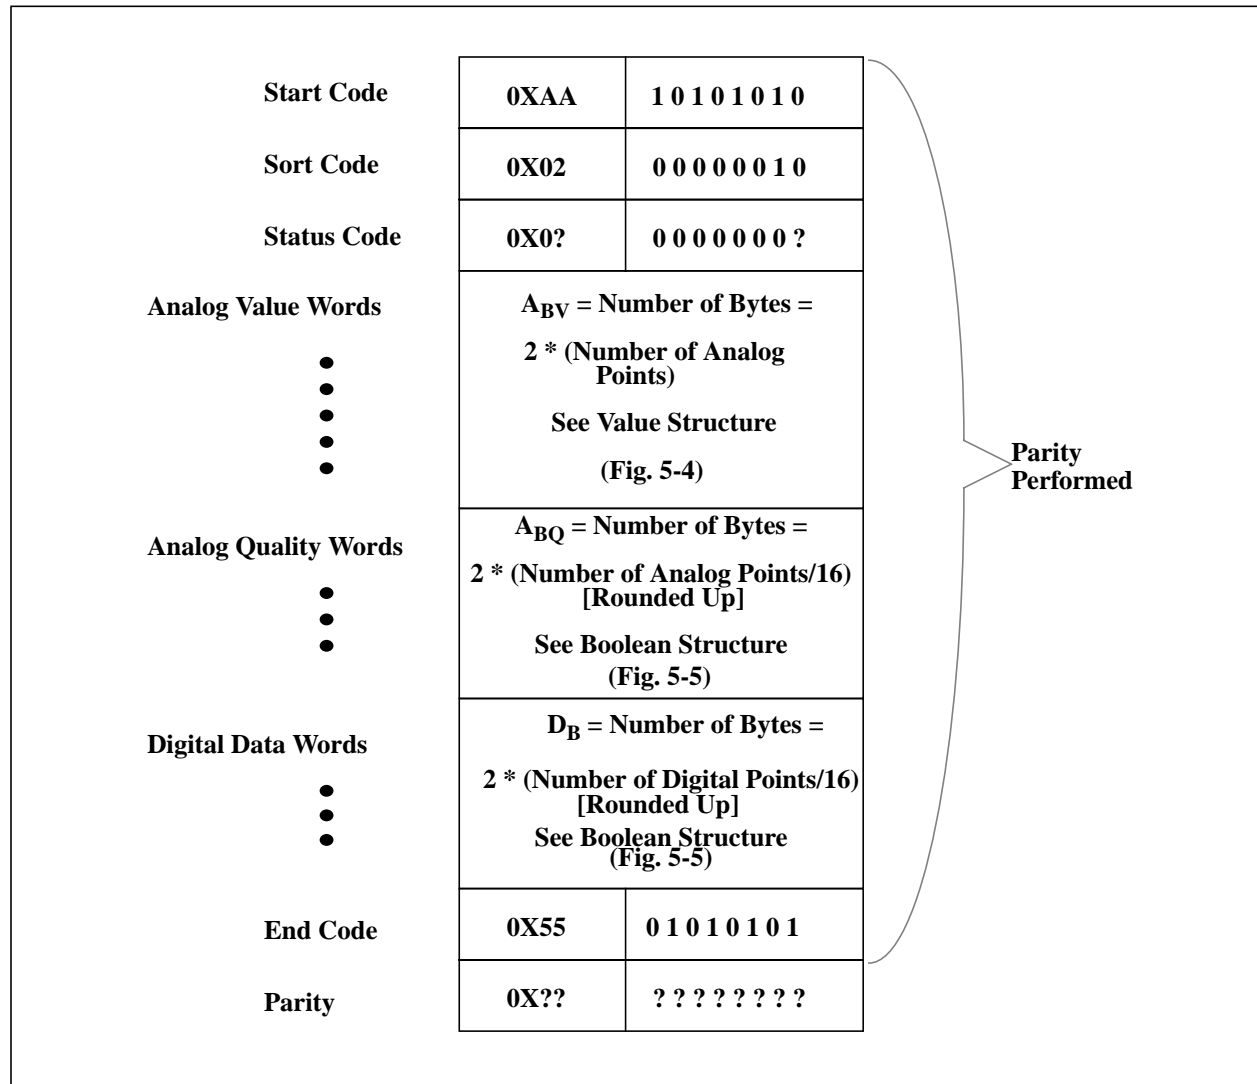 Start Code 0XAA 1 0 1 0 1 0 1 0
Sort Code 0X02 0 0 0 0 0 0 1 0
Status Code 0X0? 0 0 0 0 0 0 0 ?
Analog Value Words
ABV = Number of Bytes =
2 * (Number of Analog
Points)
See Value Structure
(Fig. 5-4)
Parity
Performed
Analog Quality Words
ABQ = Number of Bytes =
2 * (Number of Analog Points/16)
[Rounded Up]
See Boolean Structure
(Fig. 5-5)
Digital Data Words
DB = Number of Bytes =
2 * (Number of Digital Points/16)
[Rounded Up]
See Boolean Structure
(Fig. 5-5)
End Code 0X55 0 1 0 1 0 1 0 1
Parity 0X?? ? ? ? ? ? ? ? ?